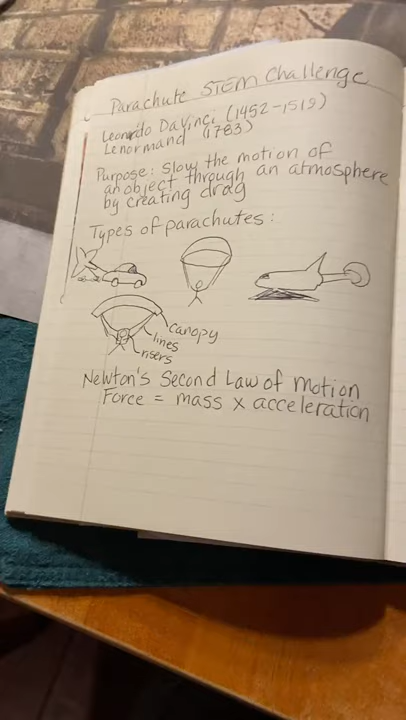 Parachute STEM Challenge
Leonardo DaVinci (1452-1519)
Lenormand (1783)
Purpose: Slow the motion of
an object through an atmosphere
by creating drag
Types of parachutes:
canopy
lines
risers
Newton's Second Law of Motion
Force = mass x acceleration